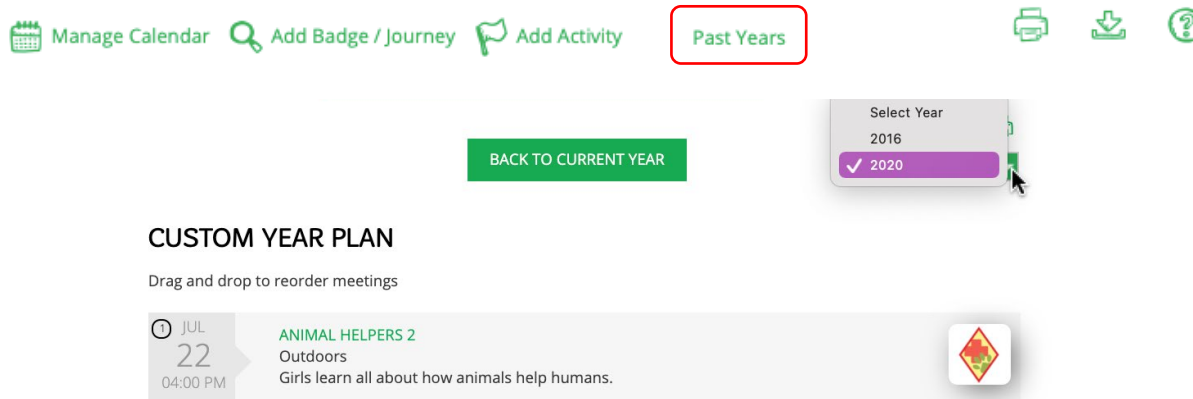 Manage Calendar Add Badge / Journey Add Activity Past Years
Select Year
2016
2020
BACK TO CURRENT YEAR
CUSTOM YEAR PLAN
Drag and drop to reorder meetings
1 JUL
22
04:00 PM
ANIMAL HELPERS 2
Outdoors
Girls learn all about how animals help humans.